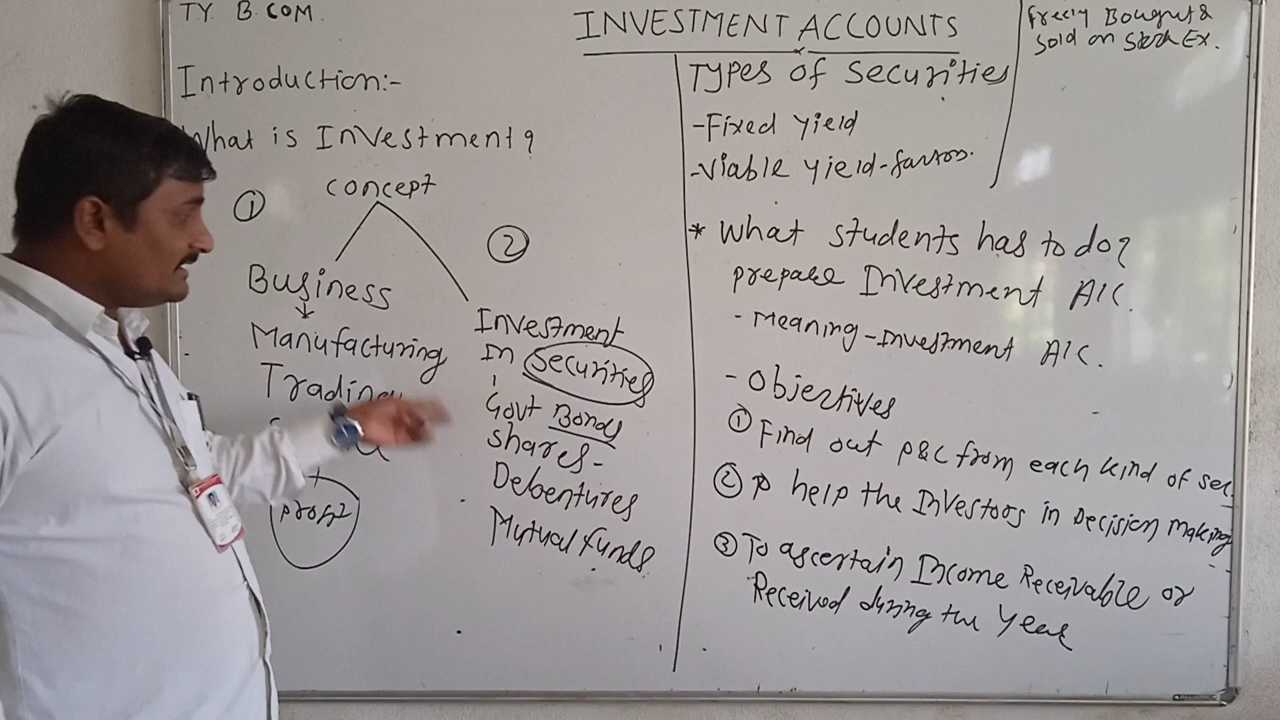 TY. B.COM.
INVESTMENT ACCOUNTS
Freely Bought &
Sold on Stock Ex.
Introduction:-
What is Investment?
concept
①
Business
Manufacturing
Trading
profit
②
Investment
In Securities
Govt Bonds
shares-
Debentures
Mutual funds
Types of securities
-Fixed yield
-Viable yield-factors.
* What students has to do?
prepare Investment A/C.
- Meaning-Investment A/C.
- Objectives
① Find out P&L from each kind of sec.
② To help the Investors in Decision Making
③ To ascertain Income Receivable or
Received during the Year